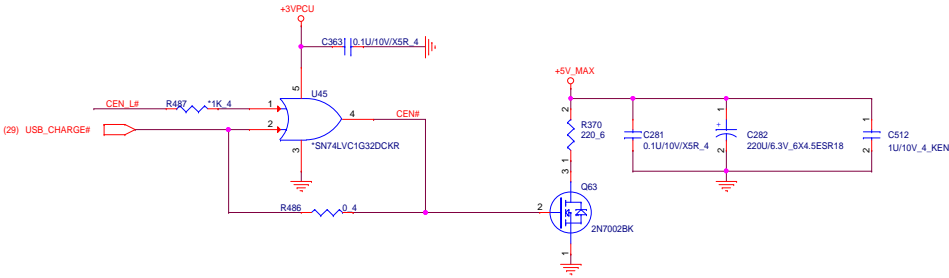 +3VPCU
C363 0.1U/10V/X5R_4
5
U45
CEN_L# R487 *1K_4 1
4 CEN#
(29) USB_CHARGE# 2
*SN74LVC1G32DCKR
3
R486 0_4
+5V_MAX
2
R370
220_6
1
C281
0.1U/10V/X5R_4
1
+
C282
220U/6.3V_6X4.5ESR18
2
1
C512
1U/10V_4_KEN
2
3
Q63
2
2N7002BK
1